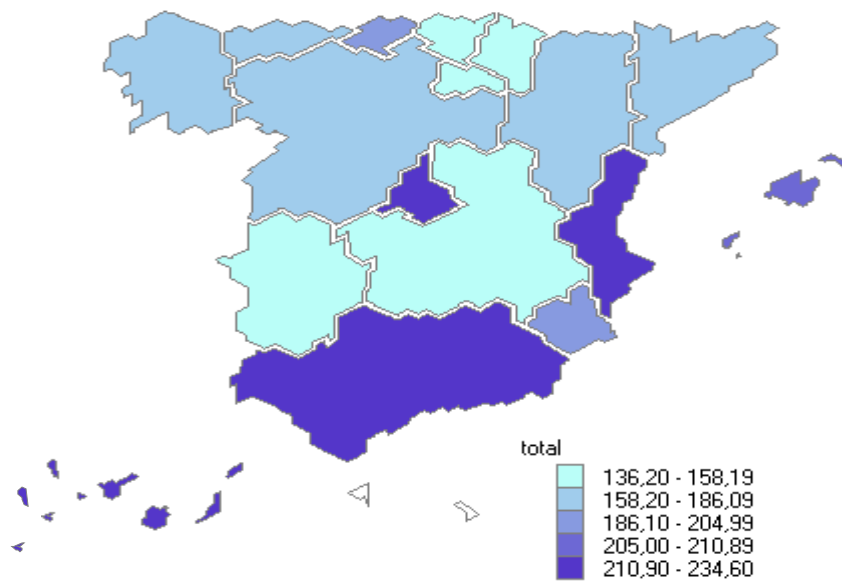 total
136,20 - 158,19
158,20 - 186,09
186,10 - 204,99
205,00 - 210,89
210,90 - 234,60